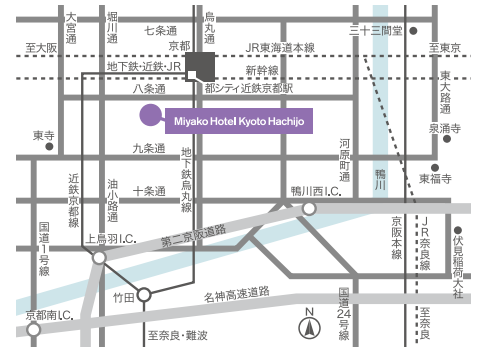 大宮通
堀川通
烏丸通
七条通
三十三間堂
京都
至大阪
JR東海道本線
至東京
地下鉄・近鉄・JR
新幹線
八条通
都シティ近鉄京都駅
東大路通
Miyako Hotel Kyoto Hachijo
東寺
泉涌寺
九条通
河原町通
地下鉄烏丸線
鴨川
東福寺
近鉄京都線
油小路通
十条通
鴨川西I.C.
国道1号線
上鳥羽I.C.
第二京阪道路
京阪本線
JR奈良線
伏見稲荷大社
竹田
名神高速道路
京都南I.C.
N
国道24号線
至奈良
至奈良・難波